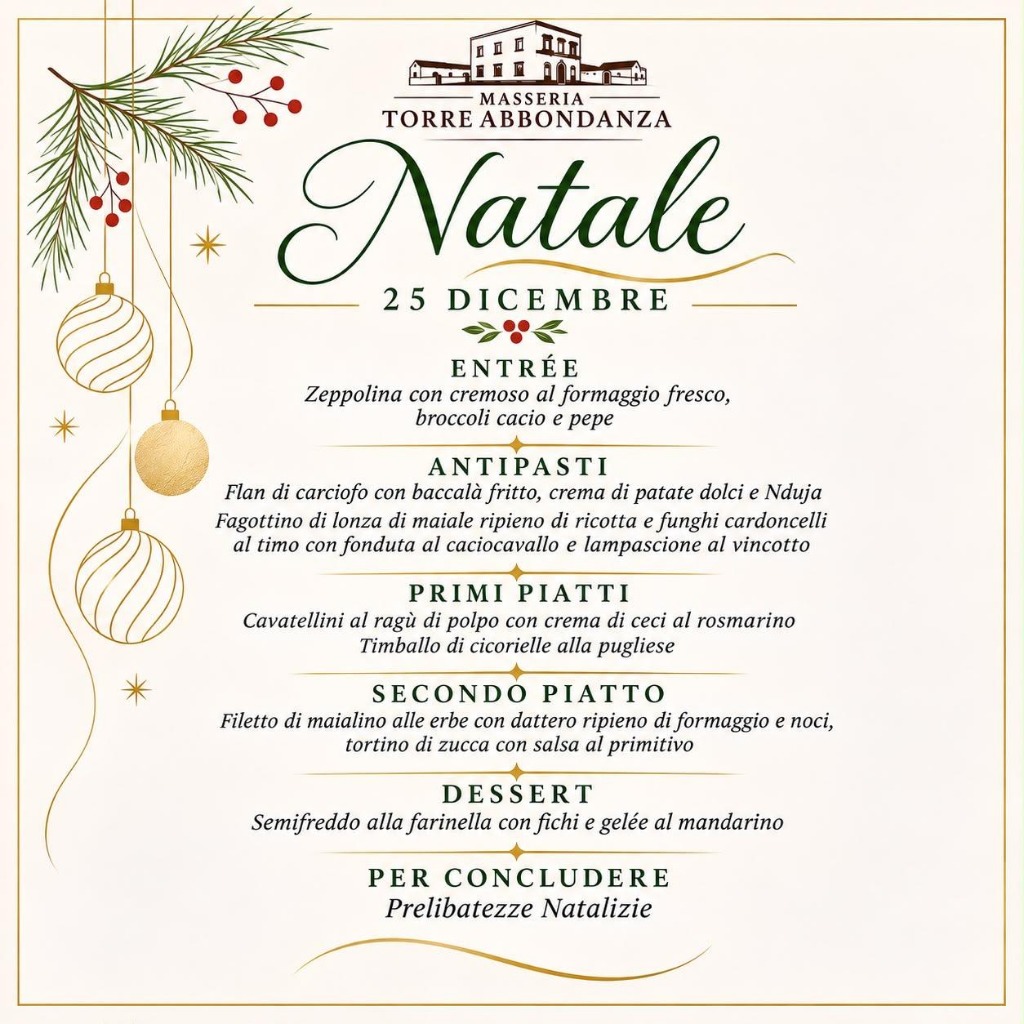 MASSERIA
TORRE ABBONDANZA
Natale
25 DICEMBRE
ENTRÉE
Zeppolina con cremoso al formaggio fresco,
broccoli cacio e pepe
ANTIPASTI
Flan di carciofo con baccalà fritto, crema di patate dolci e Nduja
Fagottino di lonza di maiale ripieno di ricotta e funghi cardoncelli
al timo con fonduta al caciocavallo e lampascione al vincotto
PRIMI PIATTI
Cavatellini al ragù di polpo con crema di ceci al rosmarino
Timballo di cicorielle alla pugliese
SECONDO PIATTO
Filetto di maialino alle erbe con dattero ripieno di formaggio e noci,
tortino di zucca con salsa al primitivo
DESSERT
Semifreddo alla farinella con fichi e gelée al mandarino
PER CONCLUDERE
Prelibatezze Natalizie